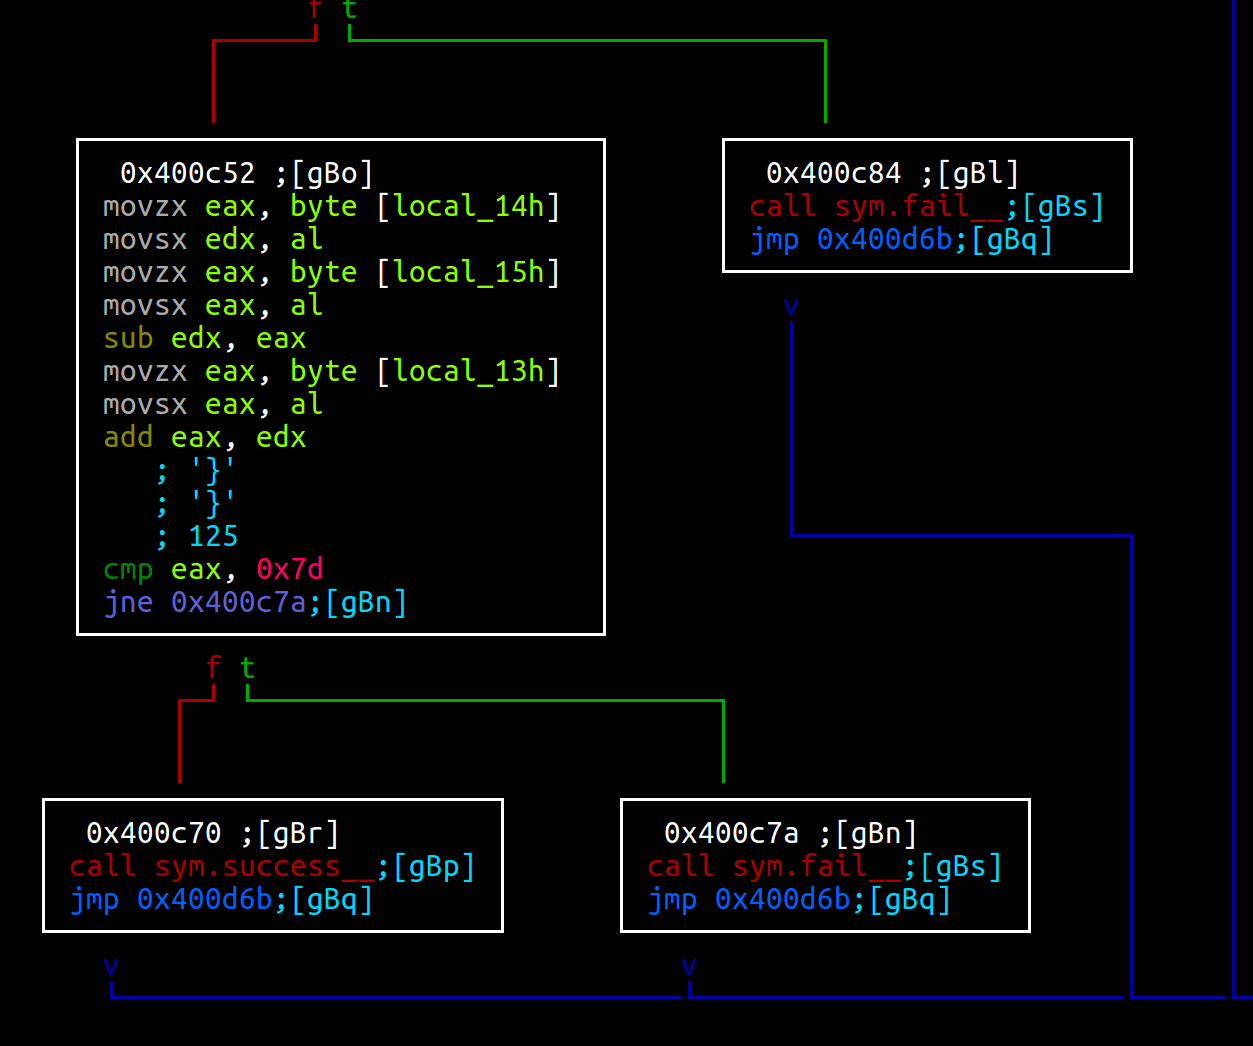 f t
0x400c52 ;[gBo]
movzx eax, byte [local_14h]
movsx edx, al
movzx eax, byte [local_15h]
movsx eax, al
sub edx, eax
movzx eax, byte [local_13h]
movsx eax, al
add eax, edx
; '}'
; '}'
; 125
cmp eax, 0x7d
jne 0x400c7a;[gBn]
0x400c84 ;[gBl]
call sym.fail__;[gBs]
jmp 0x400d6b;[gBq]
v
f t
0x400c70 ;[gBr]
call sym.success__;[gBp]
jmp 0x400d6b;[gBq]
v
0x400c7a ;[gBn]
call sym.fail__;[gBs]
jmp 0x400d6b;[gBq]
v